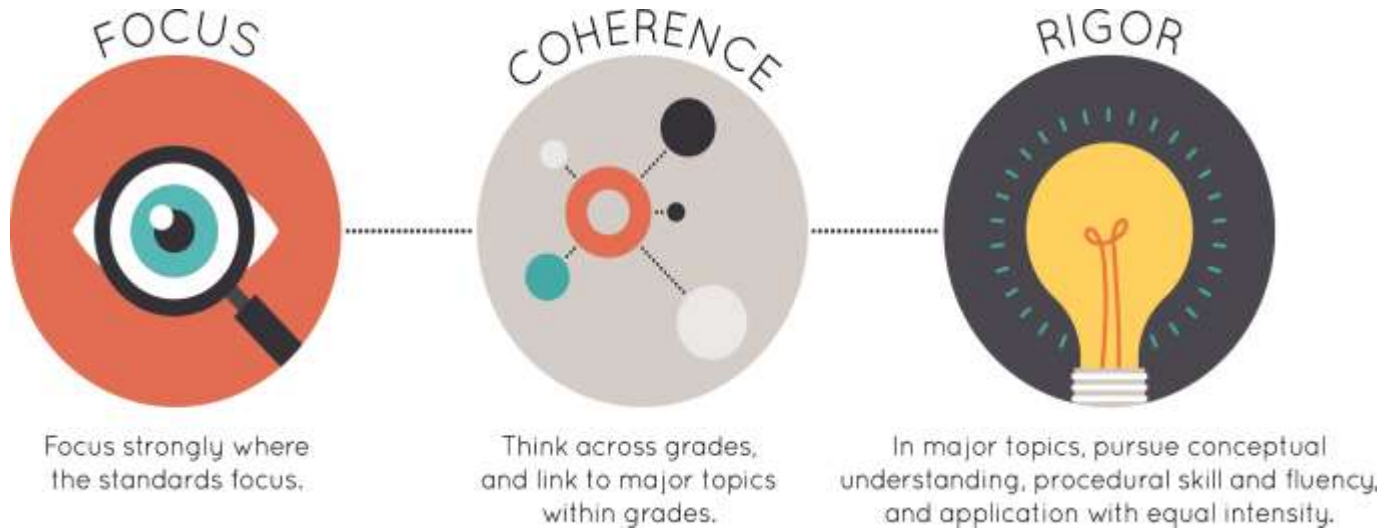 FOCUS
Focus strongly where
the standards focus.
COHERENCE
Think across grades,
and link to major topics
within grades.
RIGOR
In major topics, pursue conceptual
understanding, procedural skill and fluency,
and application with equal intensity.